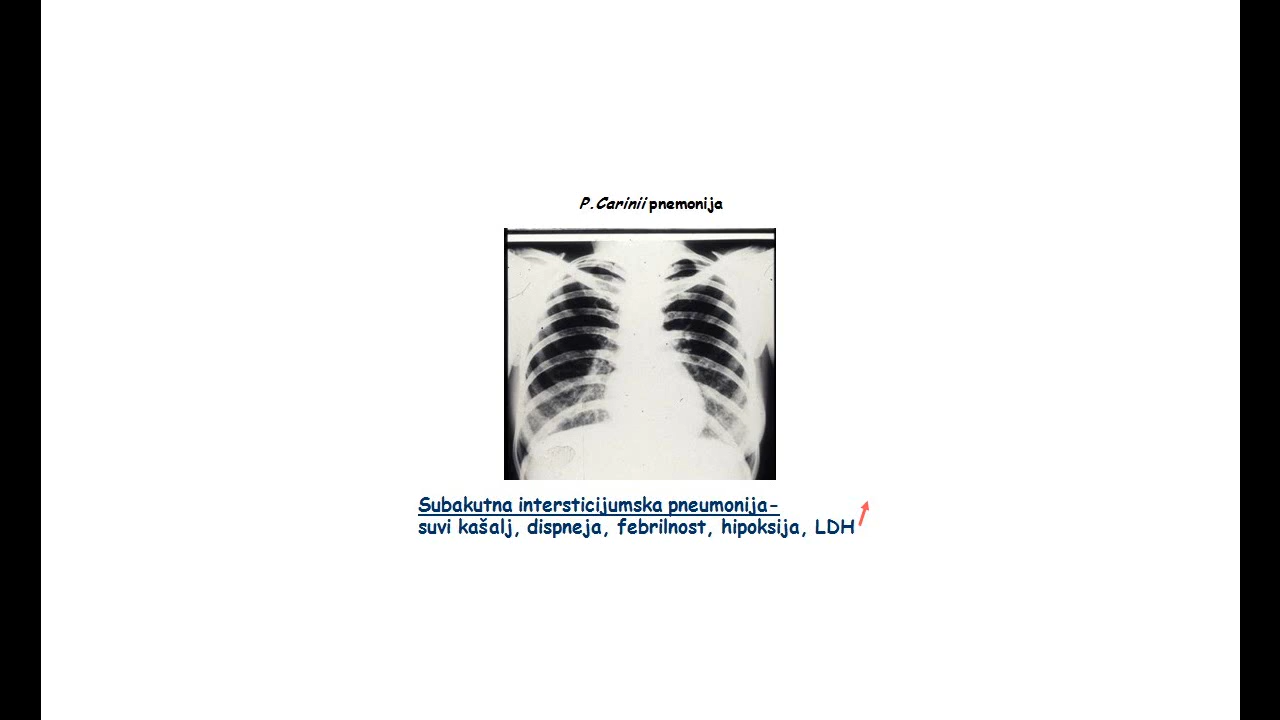 P.Carinii pnemonija
Subakutna intersticijumska pneumonija-
suvi kašalj, dispneja, febrilnost, hipoksija, LDH